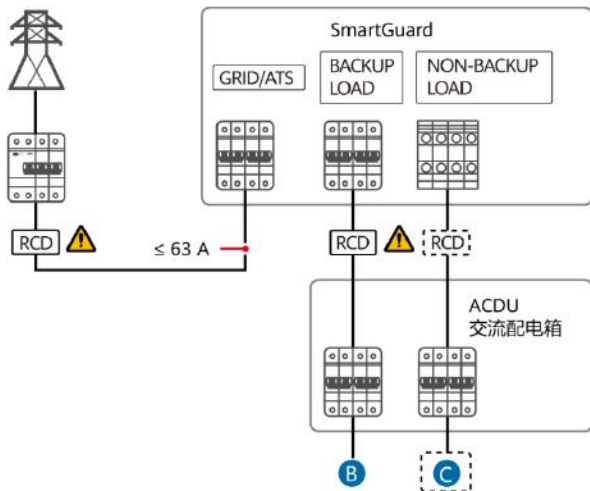 SmartGuard
GRID/ATS
BACKUP
LOAD
NON-BACKUP
LOAD
RCD
≤ 63 A
RCD
RCD
ACDU
交流配电箱
B
C